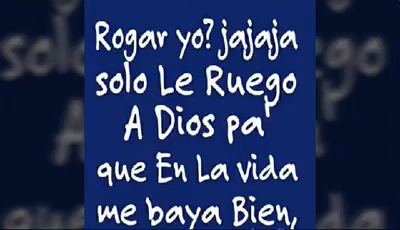 Rogar yo? jajaja
solo Le Ruego
A Dios pa'
que En La vida
me baya Bien,